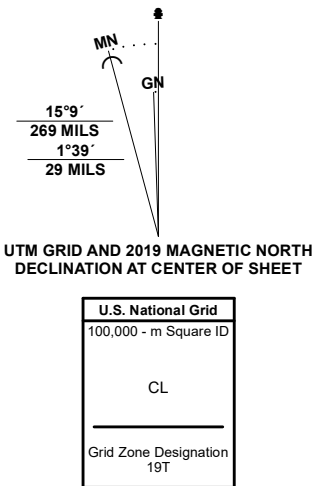 MN
GN
15°9´
269 MILS
1°39´
29 MILS
UTM GRID AND 2019 MAGNETIC NORTH
DECLINATION AT CENTER OF SHEET
U.S. National Grid
100,000 - m Square ID
CL
Grid Zone Designation
19T